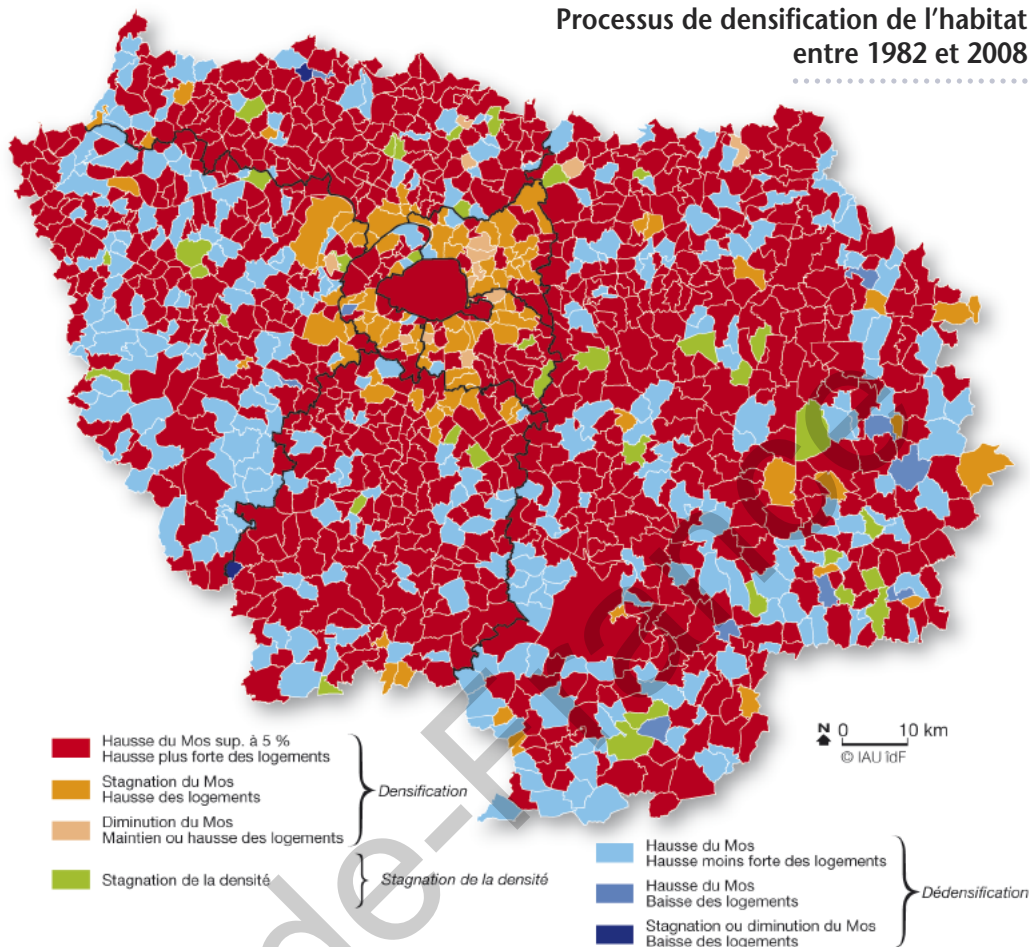 Processus de densification de l’habitat
entre 1982 et 2008
Hausse du Mos sup. à 5 %
Hausse plus forte des logements
Stagnation du Mos
Hausse des logements
Densification
Diminution du Mos
Maintien ou hausse des logements
Stagnation de la densité
Stagnation de la densité
N 0 10 km
© IAU îdF
Hausse du Mos
Hausse moins forte des logements
Hausse du Mos
Baisse des logements
Dédensification
Stagnation ou diminution du Mos
Baisse des logements
de-France